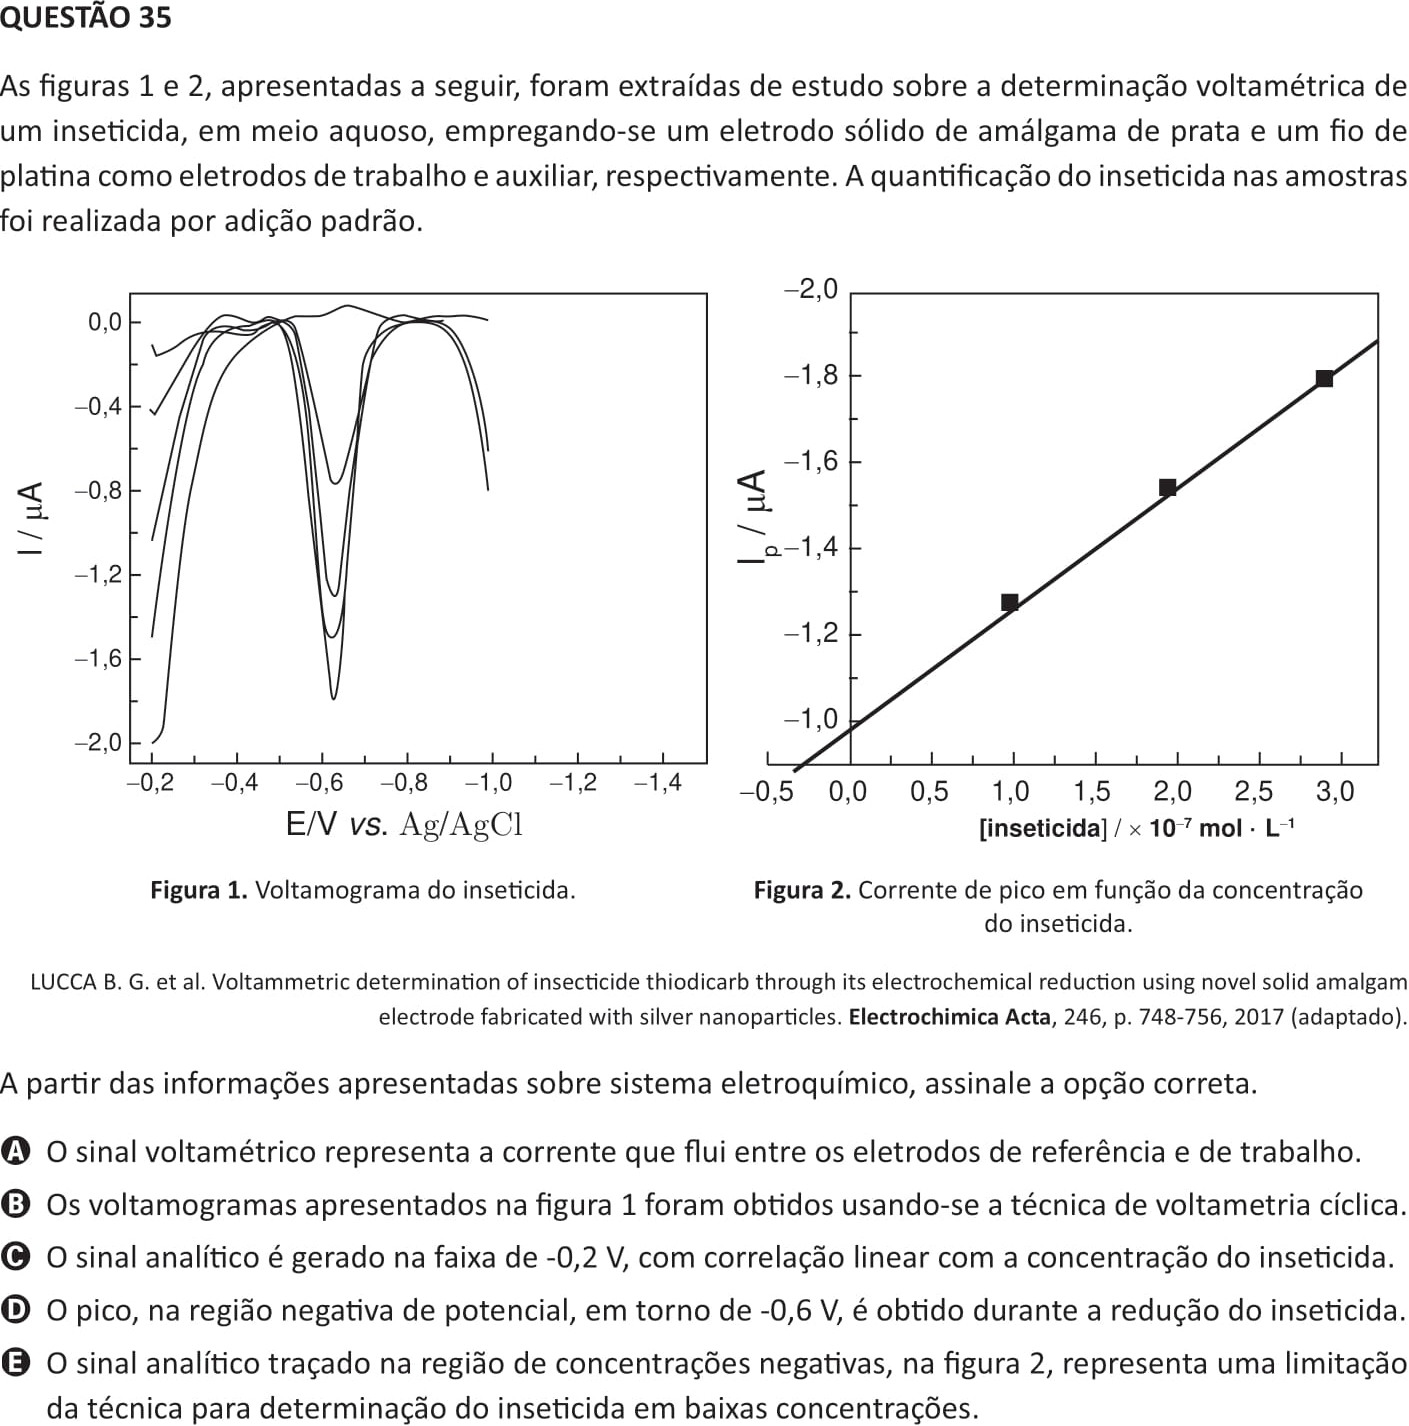 QUESTÃO 35
As figuras 1 e 2, apresentadas a seguir, foram extraídas de estudo sobre a determinação voltamétrica de
um inseticida, em meio aquoso, empregando-se um eletrodo sólido de amálgama de prata e um fio de
platina como eletrodos de trabalho e auxiliar, respectivamente. A quantificação do inseticida nas amostras
foi realizada por adição padrão.
0,0
−0,4
−0,8
−1,2
−1,6
−2,0
I / µA
−0,2 −0,4 −0,6 −0,8 −1,0 −1,2 −1,4
E/V vs. Ag/AgCl
Figura 1. Voltamograma do inseticida.
−2,0
−1,8
−1,6
−1,4
−1,2
−1,0
Ip / µA
−0,5 0,0 0,5 1,0 1,5 2,0 2,5 3,0
[inseticida] / × 10⁻⁷ mol · L⁻¹
Figura 2. Corrente de pico em função da concentração
do inseticida.
LUCCA B. G. et al. Voltammetric determination of insecticide thiodicarb through its electrochemical reduction using novel solid amalgam
electrode fabricated with silver nanoparticles. Electrochimica Acta, 246, p. 748-756, 2017 (adaptado).
A partir das informações apresentadas sobre sistema eletroquímico, assinale a opção correta.
A O sinal voltamétrico representa a corrente que flui entre os eletrodos de referência e de trabalho.
B Os voltamogramas apresentados na figura 1 foram obtidos usando-se a técnica de voltametria cíclica.
C O sinal analítico é gerado na faixa de -0,2 V, com correlação linear com a concentração do inseticida.
D O pico, na região negativa de potencial, em torno de -0,6 V, é obtido durante a redução do inseticida.
E O sinal analítico traçado na região de concentrações negativas, na figura 2, representa uma limitação
da técnica para determinação do inseticida em baixas concentrações.